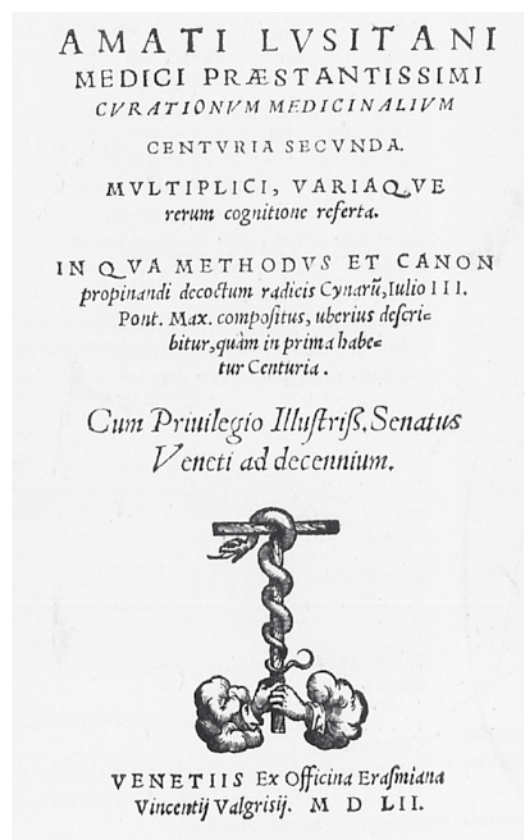 AMATI LVSITANI
MEDICI PRÆSTANTISSIMI
CVRATIONVM MEDICINALIVM
CENTVRIA SECVNDA.
MVLTIPLICI, VARIAQVE
rerum cognitione referta.
IN QVA METHODVS ET CANON
propinandi decoctum radicis Cynarū, Iulio III.
Pont. Max. compoſitus, uberius deſcri=
bitur, quàm in prima habe=
tur Centuria.
Cum Priuilegio Illuſtriſs. Senatus
Veneti ad decennium.
VENETIIS Ex Officina Eraſmiana
Vincentij Valgriſij. M D LII.